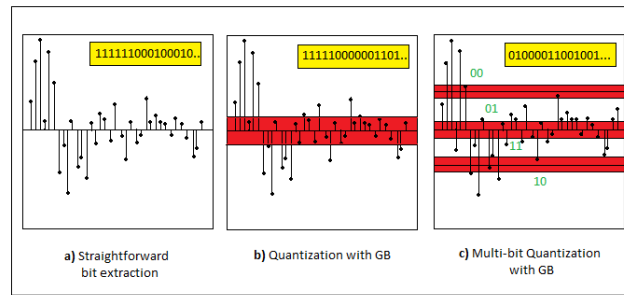 111111000100010..
111110000001101..
01000011001001...
00
01
11
10
a) Straightforward
bit extraction
b) Quantization with GB
c) Multi-bit Quantization
with GB